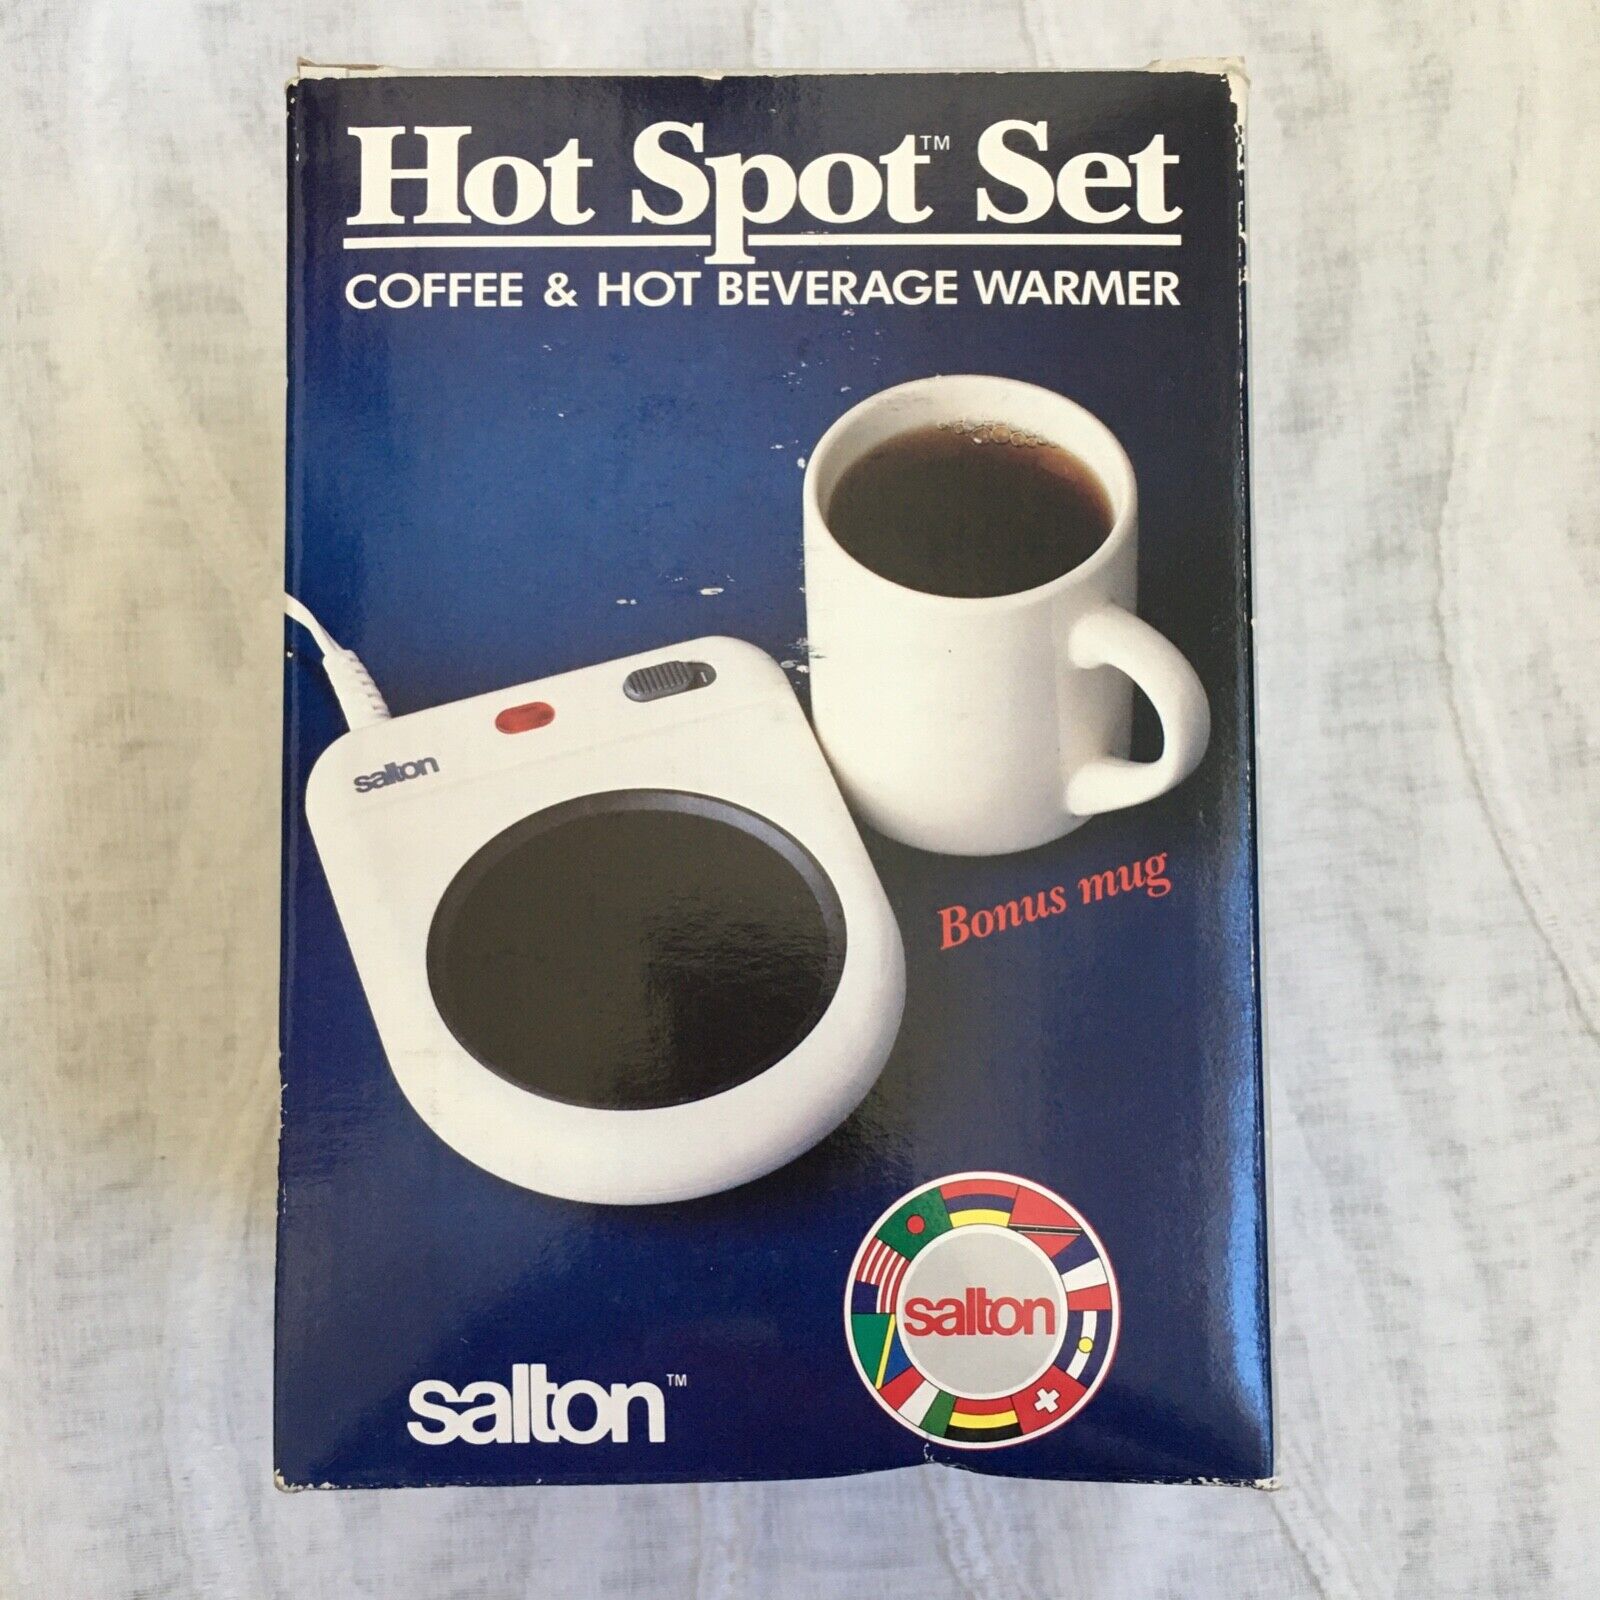 Hot Spot™ Set
COFFEE & HOT BEVERAGE WARMER
salton
Bonus mug
salton
salton™